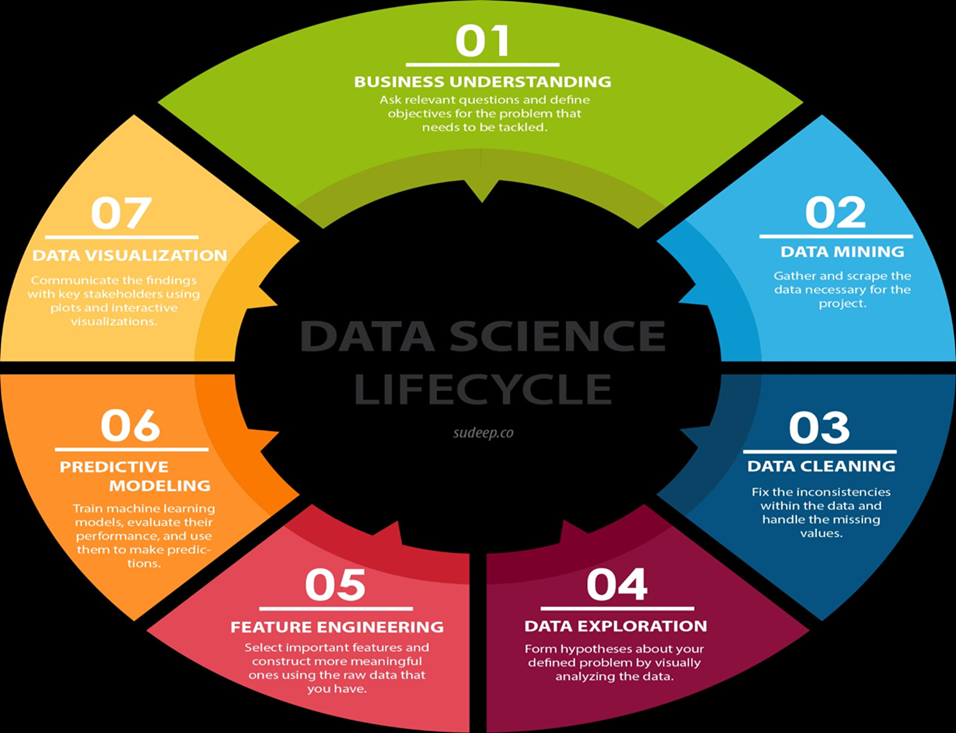 01
BUSINESS UNDERSTANDING
Ask relevant questions and define
objectives for the problem that
needs to be tackled.
02
DATA MINING
Gather and scrape the
data necessary for the
project.
03
DATA CLEANING
Fix the inconsistencies
within the data and
handle the missing
values.
04
DATA EXPLORATION
Form hypotheses about your
defined problem by visually
analyzing the data.
05
FEATURE ENGINEERING
Select important features and
construct more meaningful
ones using the raw data that
you have.
06
PREDICTIVE
MODELING
Train machine learning
models, evaluate their
performance, and use
them to make predic-
tions.
07
DATA VISUALIZATION
Communicate the findings
with key stakeholders using
plots and interactive
visualizations.
DATA SCIENCE
LIFECYCLE
sudeep.co